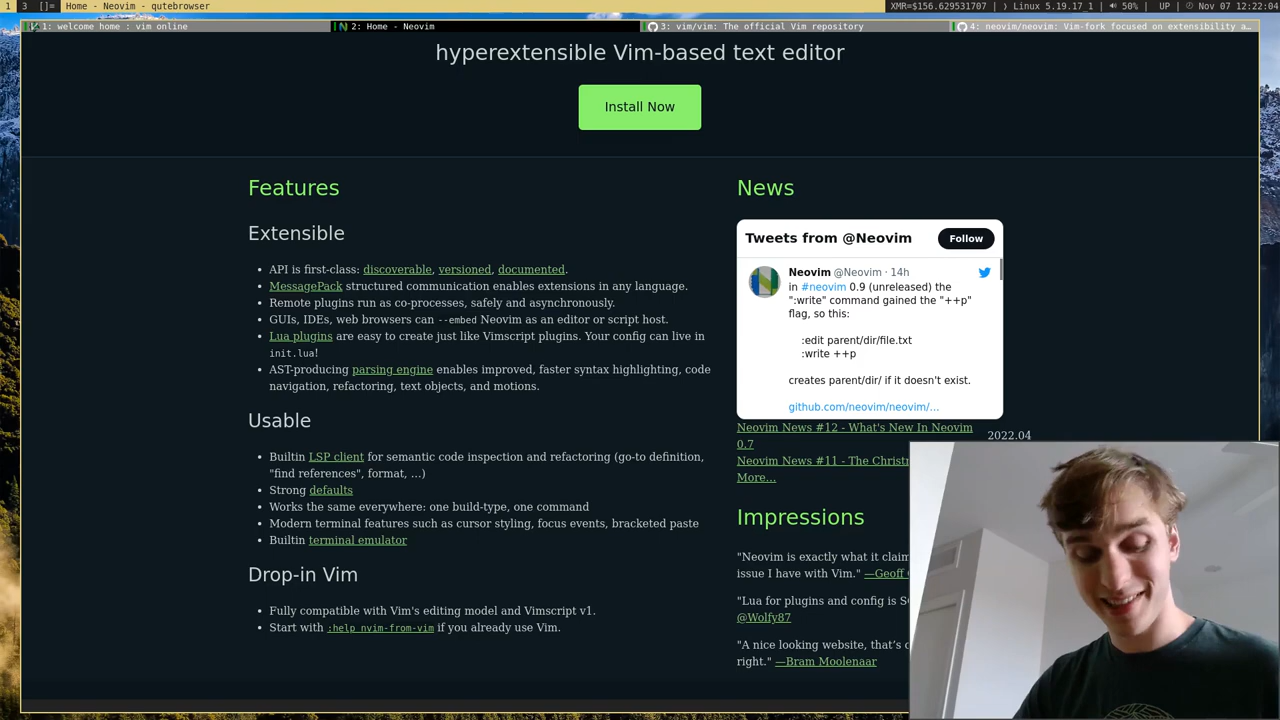 1 3 []= Home - Neovim - qutebrowser
XMR=$156.629531707 | ❯ Linux 5.19.17_1 | 50% | UP | Nov 07 12:22:04
1: welcome home : vim online
2: Home - Neovim
3: vim/vim: The official Vim repository
4: neovim/neovim: Vim-fork focused on extensibility a…
hyperextensible Vim-based text editor
Install Now
Features
Extensible
• API is first-class: discoverable, versioned, documented.
• MessagePack structured communication enables extensions in any language.
• Remote plugins run as co-processes, safely and asynchronously.
• GUIs, IDEs, web browsers can --embed Neovim as an editor or script host.
• Lua plugins are easy to create just like Vimscript plugins. Your config can live in
init.lua!
• AST-producing parsing engine enables improved, faster syntax highlighting, code
navigation, refactoring, text objects, and motions.
Usable
• Builtin LSP client for semantic code inspection and refactoring (go-to definition,
"find references", format, …)
• Strong defaults
• Works the same everywhere: one build-type, one command
• Modern terminal features such as cursor styling, focus events, bracketed paste
• Builtin terminal emulator
Drop-in Vim
• Fully compatible with Vim's editing model and Vimscript v1.
• Start with :help nvim-from-vim if you already use Vim.
News
Tweets from @Neovim
Follow
Neovim @Neovim · 14h
in #neovim 0.9 (unreleased) the
":write" command gained the "++p"
flag, so this:
:edit parent/dir/file.txt
:write ++p
creates parent/dir/ if it doesn't exist.
github.com/neovim/neovim/…
Neovim News #12 - What's New In Neovim
0.7
2022.04
Neovim News #11 - The Christm
More…
Impressions
"Neovim is exactly what it claim
issue I have with Vim." —Geoff
"Lua for plugins and config is
@Wolfy87
"A nice looking website, that's
right." —Bram Moolenaar